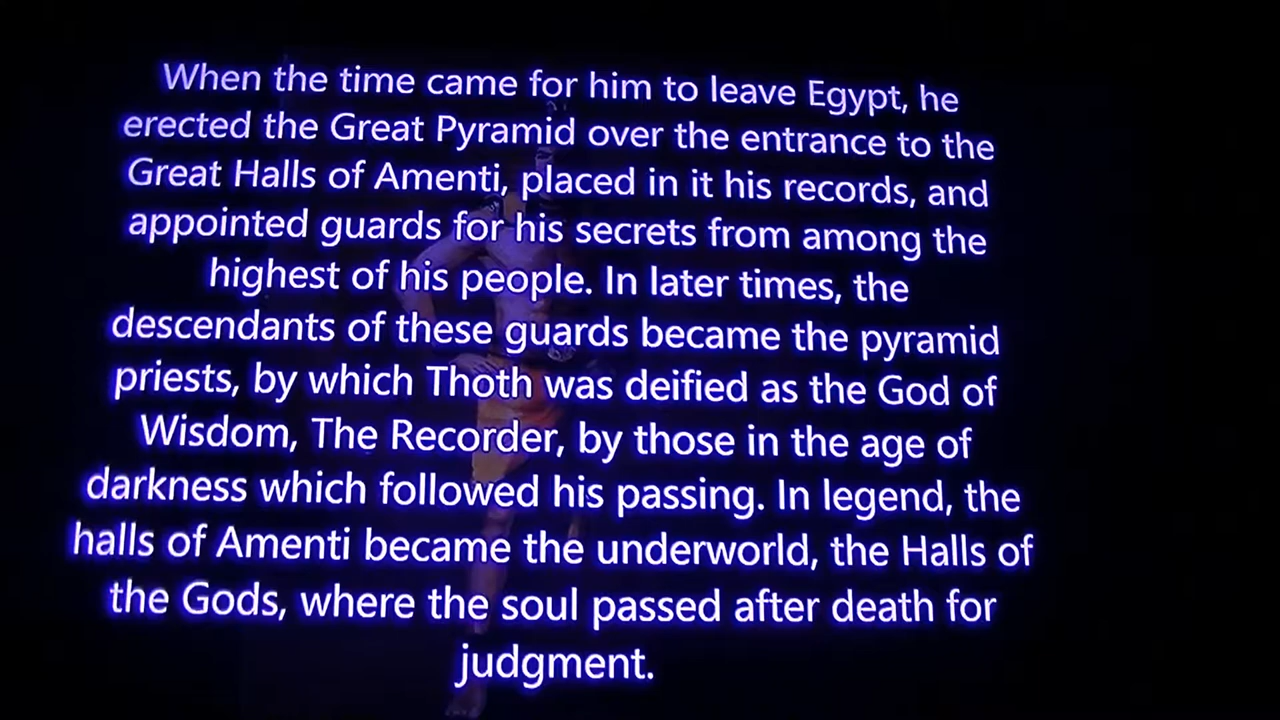 When the time came for him to leave Egypt, he
erected the Great Pyramid over the entrance to the
Great Halls of Amenti, placed in it his records, and
appointed guards for his secrets from among the
highest of his people. In later times, the
descendants of these guards became the pyramid
priests, by which Thoth was deified as the God of
Wisdom, The Recorder, by those in the age of
darkness which followed his passing. In legend, the
halls of Amenti became the underworld, the Halls of
the Gods, where the soul passed after death for
judgment.